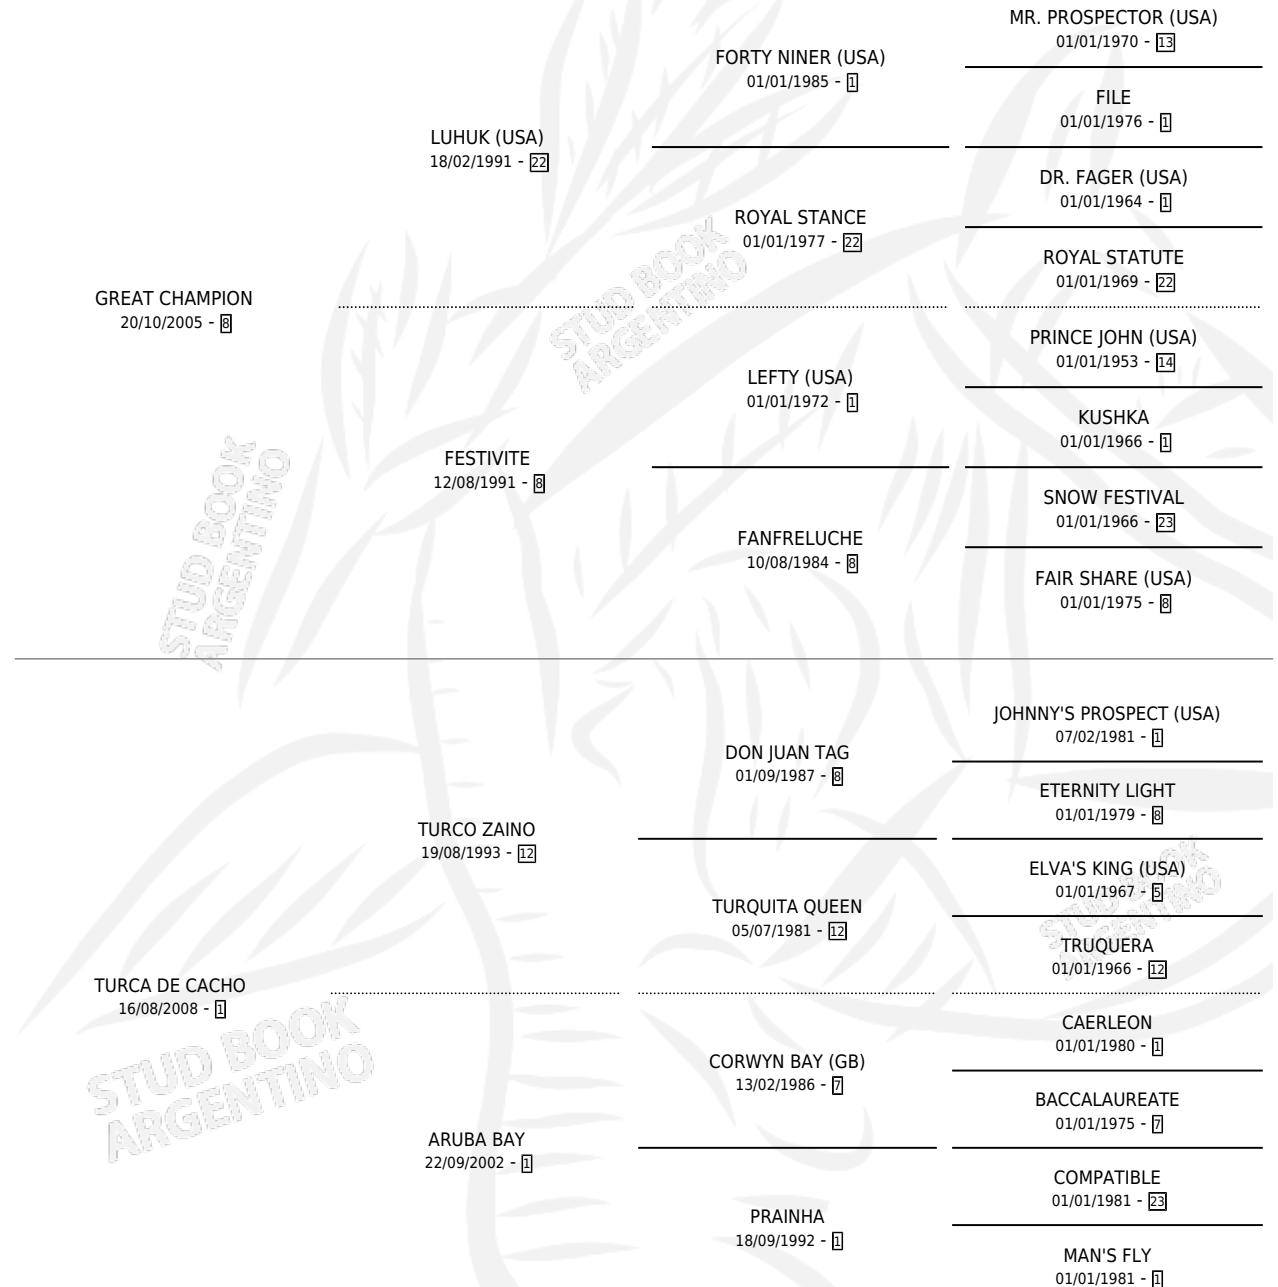 MR. PROSPECTOR (USA)
01/01/1970 - 13
FORTY NINER (USA)
01/01/1985 - 1
FILE
01/01/1976 - 1
LUHUK (USA)
18/02/1991 - 22
DR. FAGER (USA)
01/01/1964 - 1
ROYAL STANCE
01/01/1977 - 22
ROYAL STATUTE
01/01/1969 - 22
GREAT CHAMPION
20/10/2005 - 8
STUD BOOK
ARGENTINO
PRINCE JOHN (USA)
01/01/1953 - 14
LEFTY (USA)
01/01/1972 - 1
KUSHKA
01/01/1966 - 1
FESTIVITE
12/08/1991 - 8
SNOW FESTIVAL
01/01/1966 - 23
FANFRELUCHE
10/08/1984 - 8
FAIR SHARE (USA)
01/01/1975 - 8
STUD BOOK
ARGENTINO
JOHNNY'S PROSPECT (USA)
07/02/1981 - 1
DON JUAN TAG
01/09/1987 - 8
ETERNITY LIGHT
01/01/1979 - 8
TURCO ZAINO
19/08/1993 - 12
ELVA'S KING (USA)
01/01/1967 - 5
TURQUITA QUEEN
05/07/1981 - 12
STUD BOOK
ARGENTINO
TRUQUERA
01/01/1966 - 12
TURCA DE CACHO
16/08/2008 - 1
CAERLEON
01/01/1980 - 1
CORWYN BAY (GB)
13/02/1986 - 7
STUD BOOK
ARGENTINO
BACCALAUREATE
01/01/1975 - 7
ARUBA BAY
22/09/2002 - 1
COMPATIBLE
01/01/1981 - 23
PRAINHA
18/09/1992 - 1
MAN'S FLY
01/01/1981 - 1